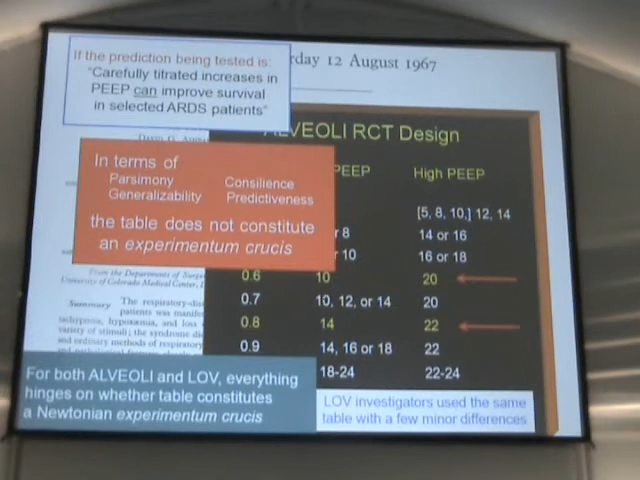 If the prediction being tested is:
"Carefully titrated increases in
PEEP can improve survival
in selected ARDS patients"
rday 12 August 1967
ALVEOLI RCT Design
PEEP High PEEP
In terms of
Parsimony Consilience
Generalizability Predictiveness
the table does not constitute
an experimentum crucis
[5, 8, 10,] 12, 14
r 8 14 or 16
r 10 16 or 18
0.6 10 20
0.7 10, 12, or 14 20
0.8 14 22
0.9 14, 16 or 18 22
18-24 22-24
From the Departments of Surge
University of Colorado Medical Center,
Summary The respiratory-dis
patients was manifes
tachypnea, hypoxaemia, and loss
variety of stimuli; the syndrome di
and ordinary methods of respiratory
For both ALVEOLI and LOV, everything
hinges on whether table constitutes
a Newtonian experimentum crucis
LOV investigators used the same
table with a few minor differences